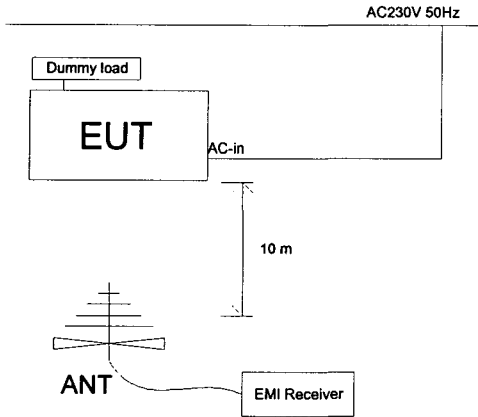 AC230V 50Hz
Dummy load
EUT
AC-in
10 m
ANT
EMI Receiver